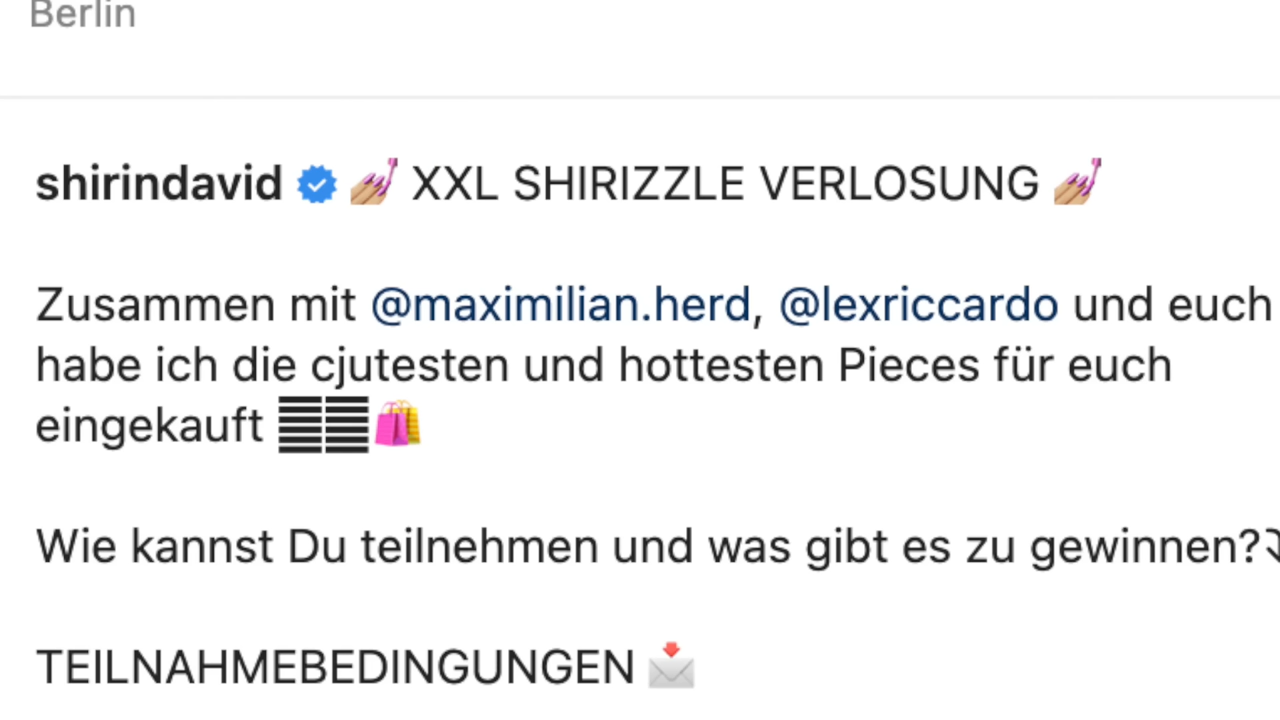 Berlin
shirindavid 💅🏼 XXL SHIRIZZLE VERLOSUNG 💅🏼
Zusammen mit @maximilian.herd, @lexriccardo und euch
habe ich die cjutesten und hottesten Pieces für euch
eingekauft 𝌆𝌆🛍️
Wie kannst Du teilnehmen und was gibt es zu gewinnen?
TEILNAHMEBEDINGUNGEN 📩